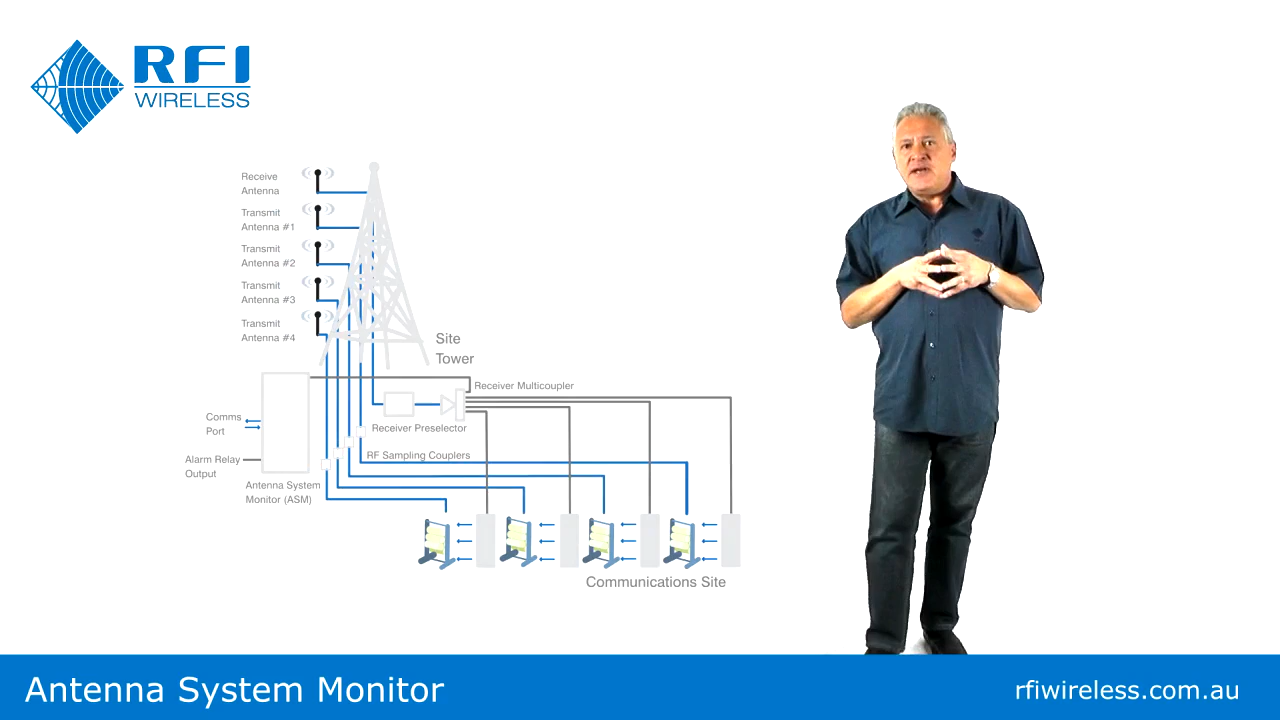 RFI
WIRELESS
Receive
Antenna
Transmit
Antenna #1
Transmit
Antenna #2
Transmit
Antenna #3
Transmit
Antenna #4
Site
Tower
Receiver Multicoupler
Comms
Port
Receiver Preselector
Alarm Relay
Output
RF Sampling Couplers
Antenna System
Monitor (ASM)
Communications Site
Antenna System Monitor
rfiwireless.com.au